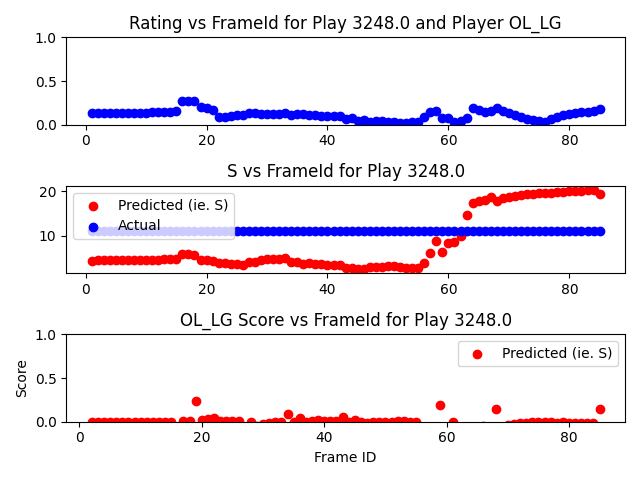 Rating vs FrameId for Play 3248.0 and Player OL_LG
1.0
0.5
0.0
0 20 40 60 80
S vs FrameId for Play 3248.0
20
10
Predicted (ie. S)
Actual
0 20 40 60 80
OL_LG Score vs FrameId for Play 3248.0
1.0
0.5
0.0
Score
Predicted (ie. S)
0 20 40 60 80
Frame ID